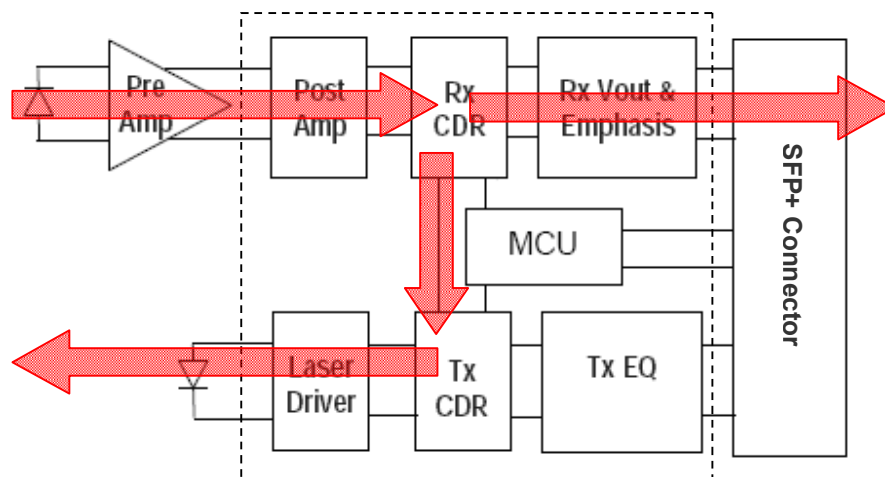 Pre
Amp
Post
Amp
Rx
CDR
Rx Vout &
Emphasis
SFP+ Connector
MCU
Laser
Driver
Tx
CDR
Tx EQ